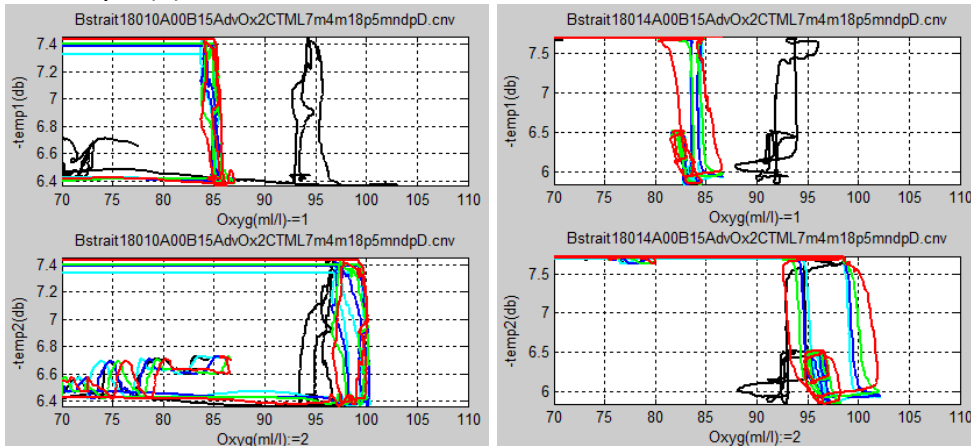 Bstrait18010A00B15AdvOx2CTML7m4m18p5mndpD.cnv
7.4
7.2
7
6.8
6.6
6.4
-temp1(db)
70 75 80 85 90 95 100 105 110
Oxyg(ml/l)-=1
Bstrait18014A00B15AdvOx2CTML7m4m18p5mndpD.cnv
7.5
7
6.5
6
-temp1(db)
70 75 80 85 90 95 100 105 110
Oxyg(ml/l)-=1
Bstrait18010A00B15AdvOx2CTML7m4m18p5mndpD.cnv
7.4
7.2
7
6.8
6.6
6.4
-temp2(db)
70 75 80 85 90 95 100 105 110
Oxyg(ml/l):=2
Bstrait18014A00B15AdvOx2CTML7m4m18p5mndpD.cnv
7.5
7
6.5
6
-temp2(db)
70 75 80 85 90 95 100 105 110
Oxyg(ml/l):=2